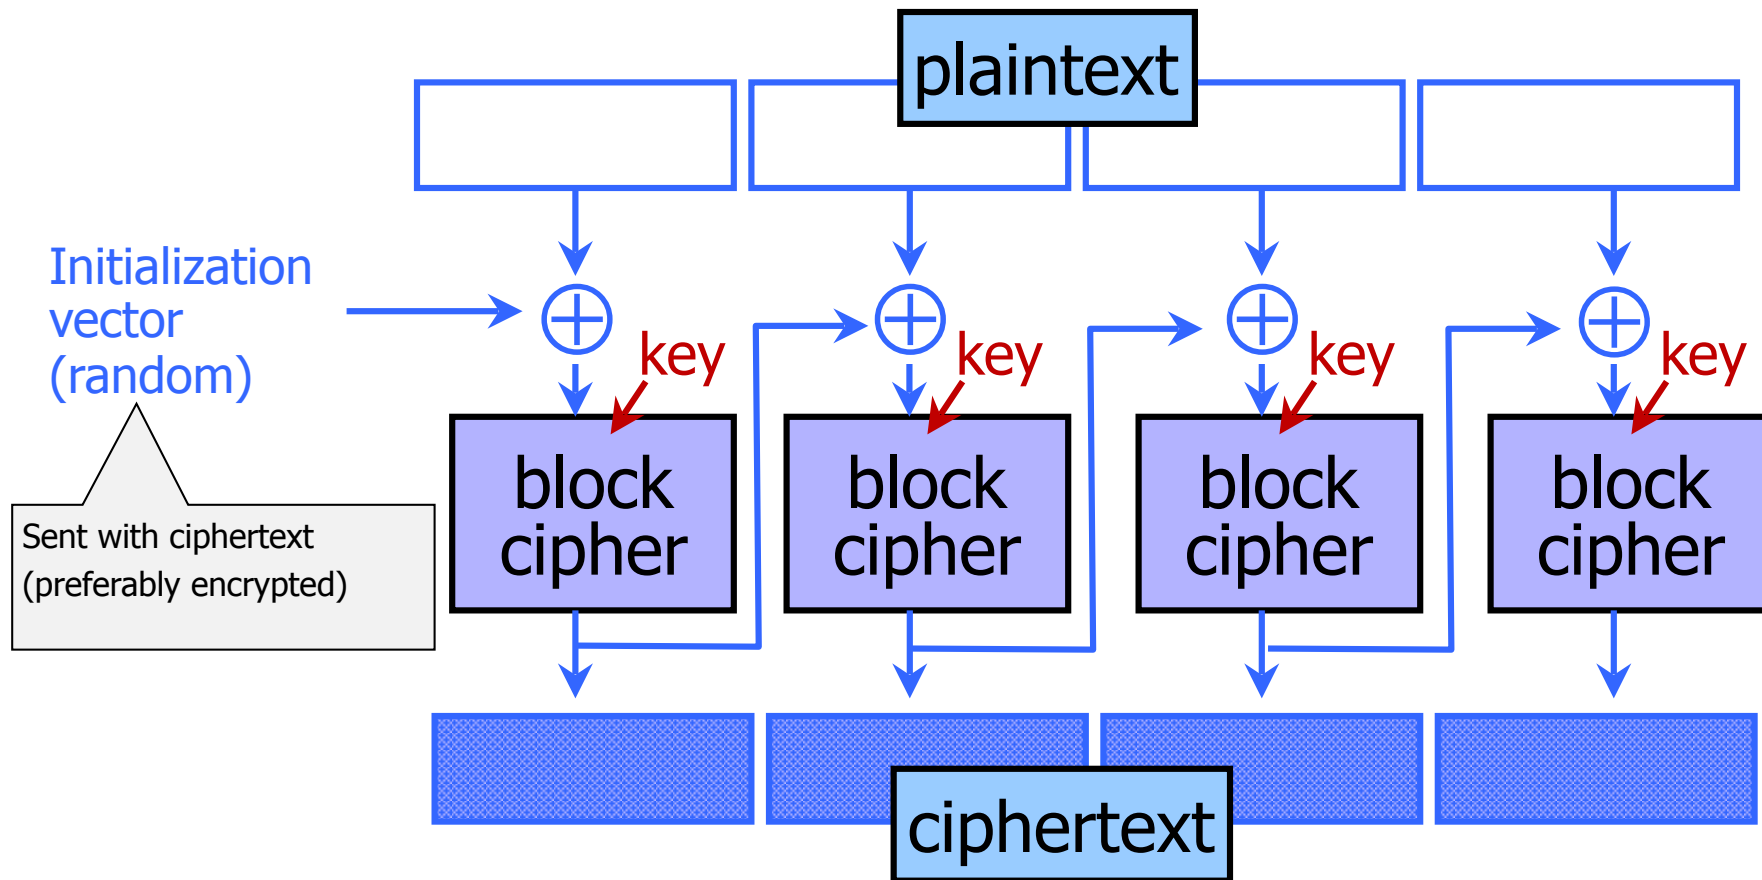 plaintext
Initialization
vector
(random)
key
key
key
key
block
cipher
block
cipher
block
cipher
block
cipher
Sent with ciphertext
(preferably encrypted)
ciphertext